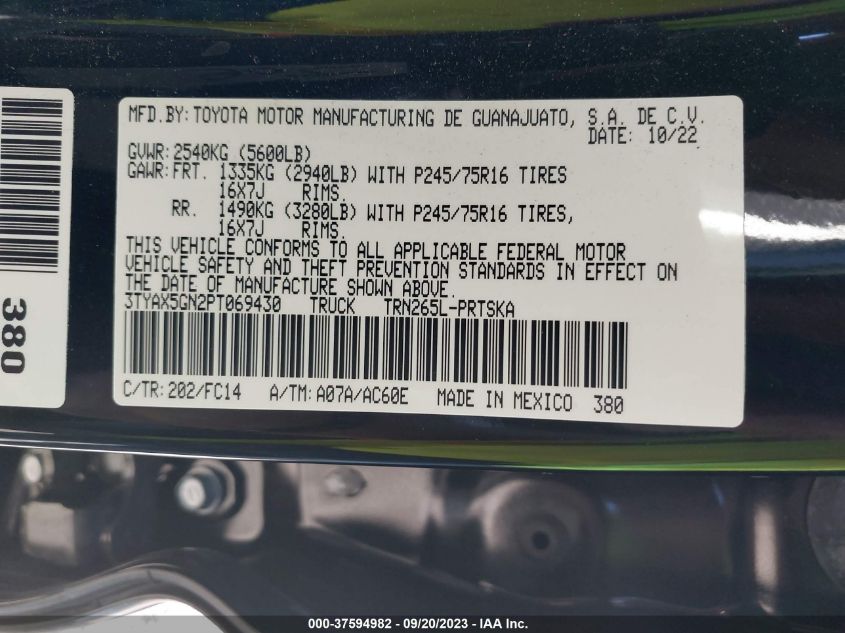 MFD.BY: TOYOTA MOTOR MANUFACTURING DE GUANAJUATO, S.A. DE C.V.
DATE: 10/22
GVWR: 2540KG (5600LB)
GAWR: FRT. 1335KG (2940LB) WITH P245/75R16 TIRES
16X7J RIMS.
RR. 1490KG (3280LB) WITH P245/75R16 TIRES,
16X7J RIMS.
THIS VEHICLE CONFORMS TO ALL APPLICABLE FEDERAL MOTOR
VEHICLE SAFETY AND THEFT PREVENTION STANDARDS IN EFFECT ON
THE DATE OF MANUFACTURE SHOWN ABOVE.
3TYAX5GN2PT069430 TRUCK TRN265L-PRTSKA
C/TR: 202/FC14 A/TM: A07A/AC60E MADE IN MEXICO 380
380
000-37594982 - 09/20/2023 - IAA Inc.